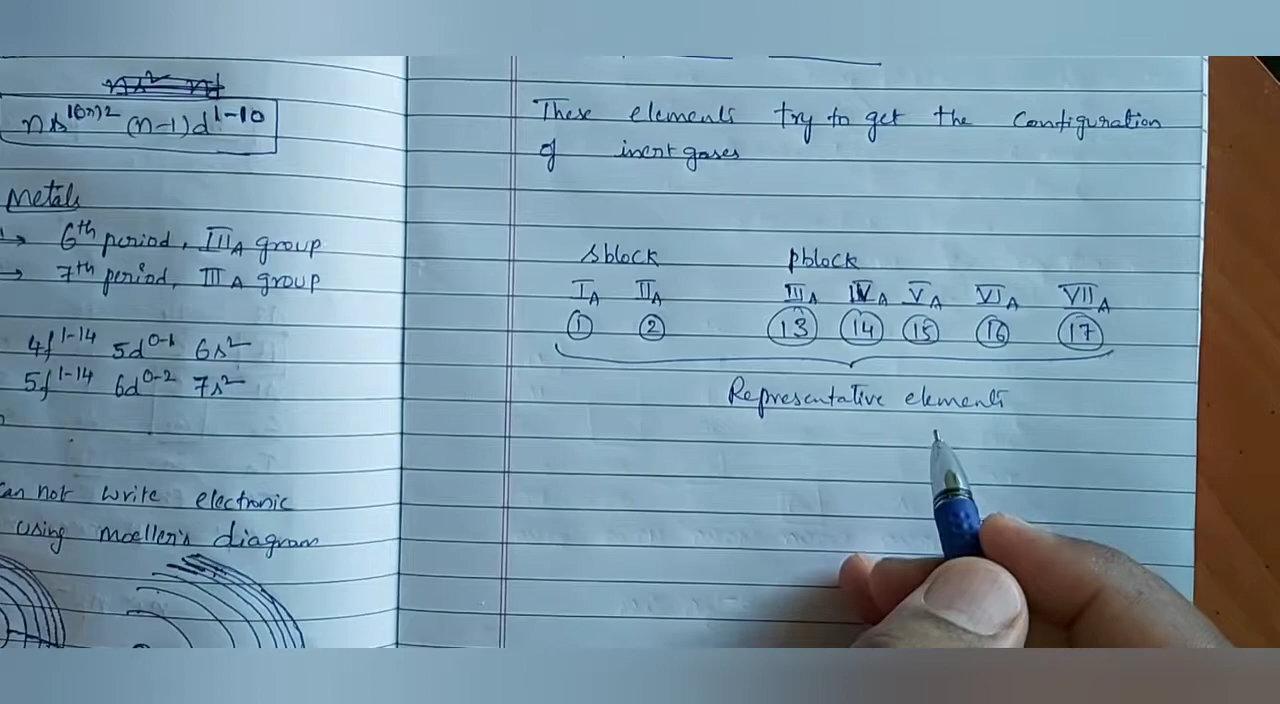 ns^1(or)2 (n-1)d^1-10
Metals
→ 6th period, IIIA group
→ 7th period, IIIA group
4f^1-14 5d^0-1 6s^2
5f^1-14 6d^0-2 7s^2
Can not write electronic
using moeller's diagram
These elements try to get the Configuration
of inert gases
s block p block
IA IIA IIIA IVA VA VIA VIIA
1 2 13 14 15 16 17
Representative elements